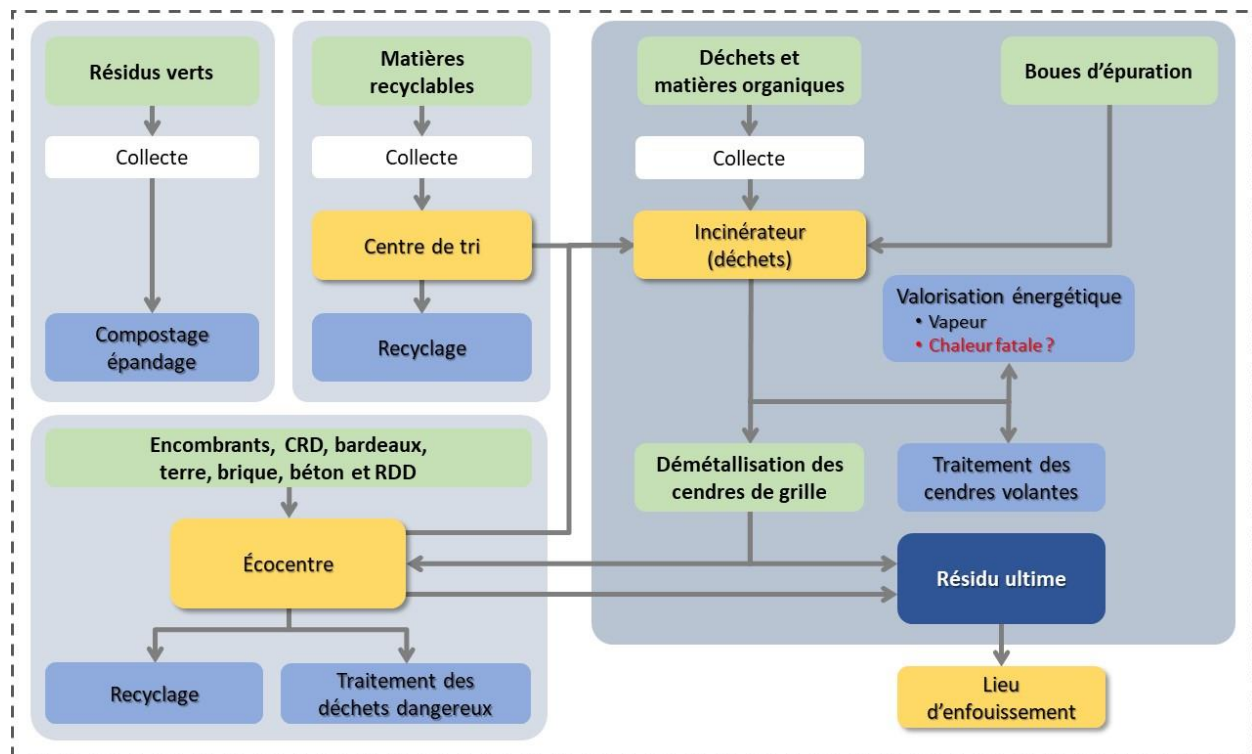 Résidus verts
Collecte
Compostage
épandage
Matières
recyclables
Collecte
Centre de tri
Recyclage
Déchets et
matières organiques
Collecte
Incinérateur
(déchets)
Boues d'épuration
Valorisation énergétique
• Vapeur
• Chaleur fatale ?
Démétallisation des
cendres de grille
Traitement des
cendres volantes
Résidu ultime
Lieu
d'enfouissement
Encombrants, CRD, bardeaux,
terre, brique, béton et RDD
Écocentre
Recyclage
Traitement des
déchets dangereux